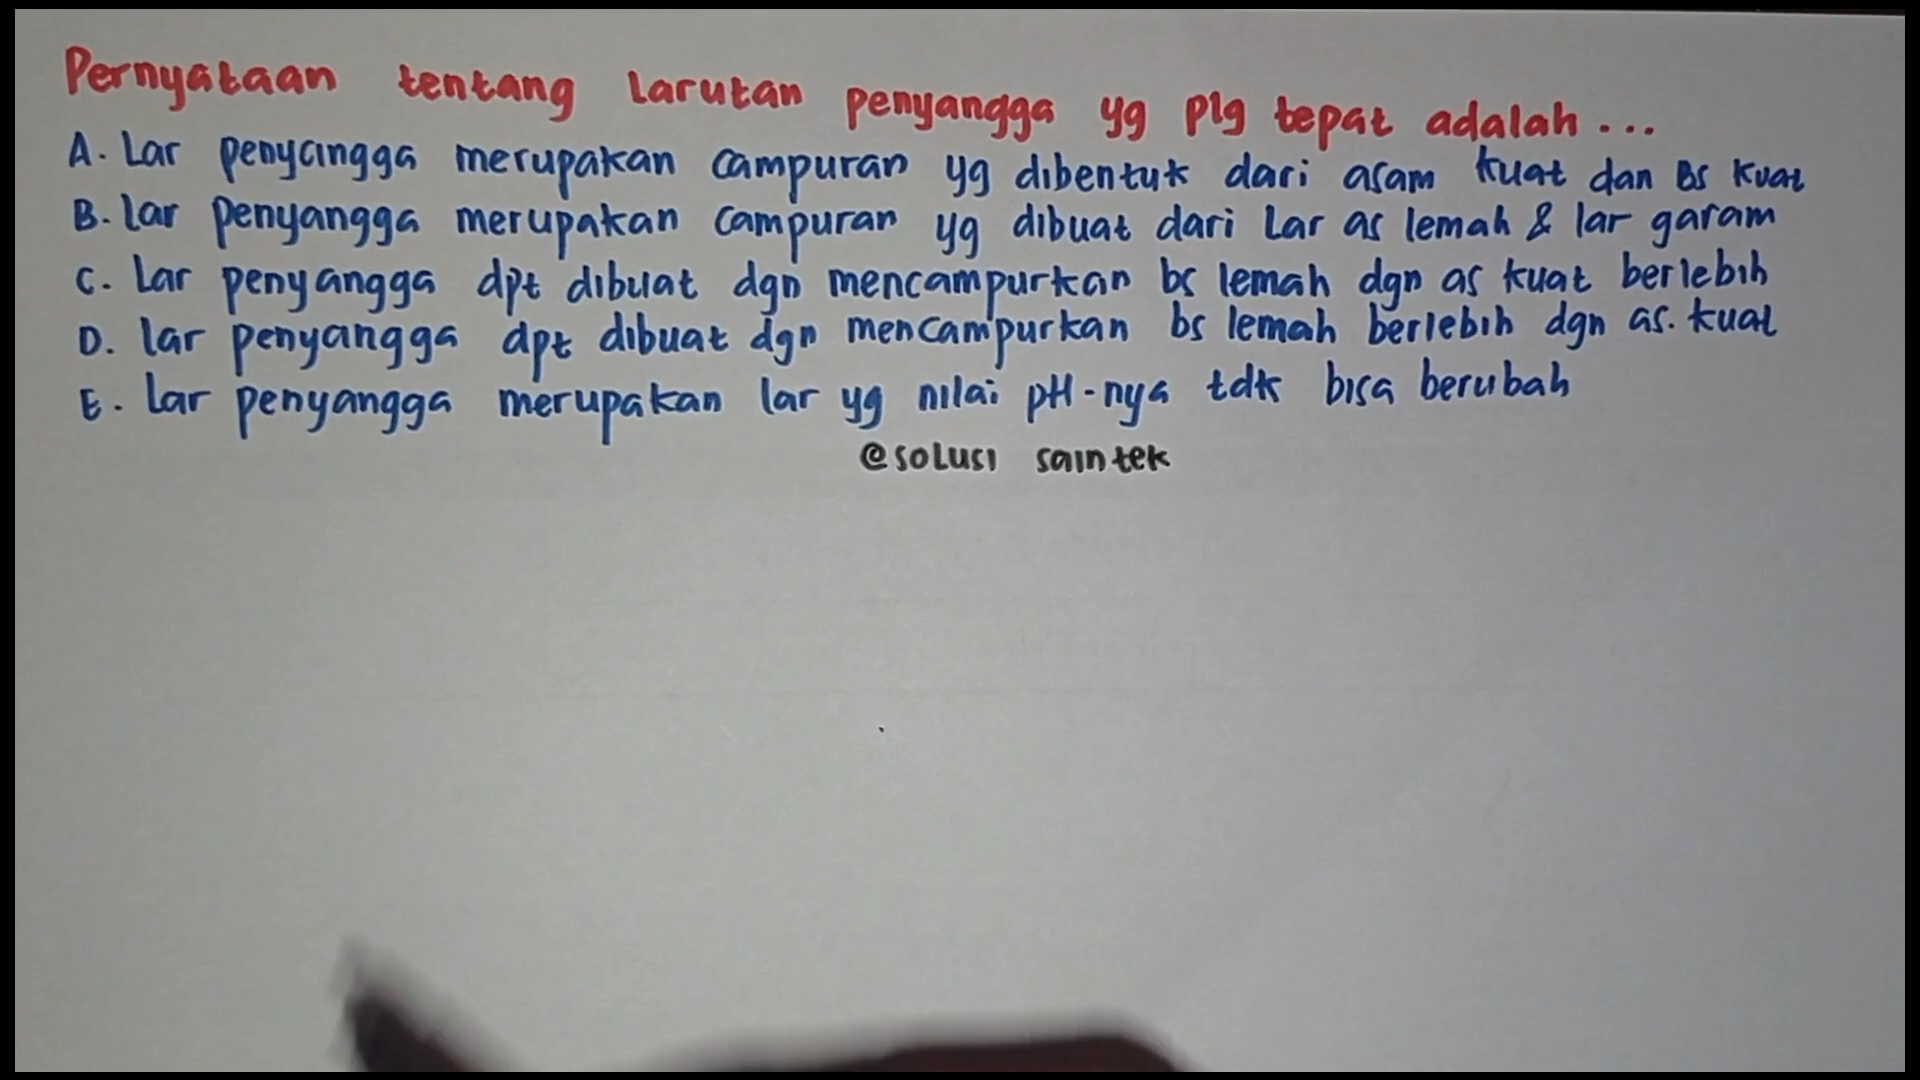 Pernyataan tentang Larutan penyangga yg plg tepat adalah...
A. Lar penyangga merupakan campuran yg dibentuk dari asam kuat dan Bs Kuat
B. lar penyangga merupakan campuran yg dibuat dari Lar as lemah & lar garam
C. Lar penyangga dpt dibuat dgn mencampurkan bs lemah dgn as kuat berlebih
D. lar penyangga dpt dibuat dgn mencampurkan bs lemah berlebih dgn as. kuat
E. Lar penyangga merupakan lar yg nilai pH-nya tdk bisa berubah
@solusi saintek